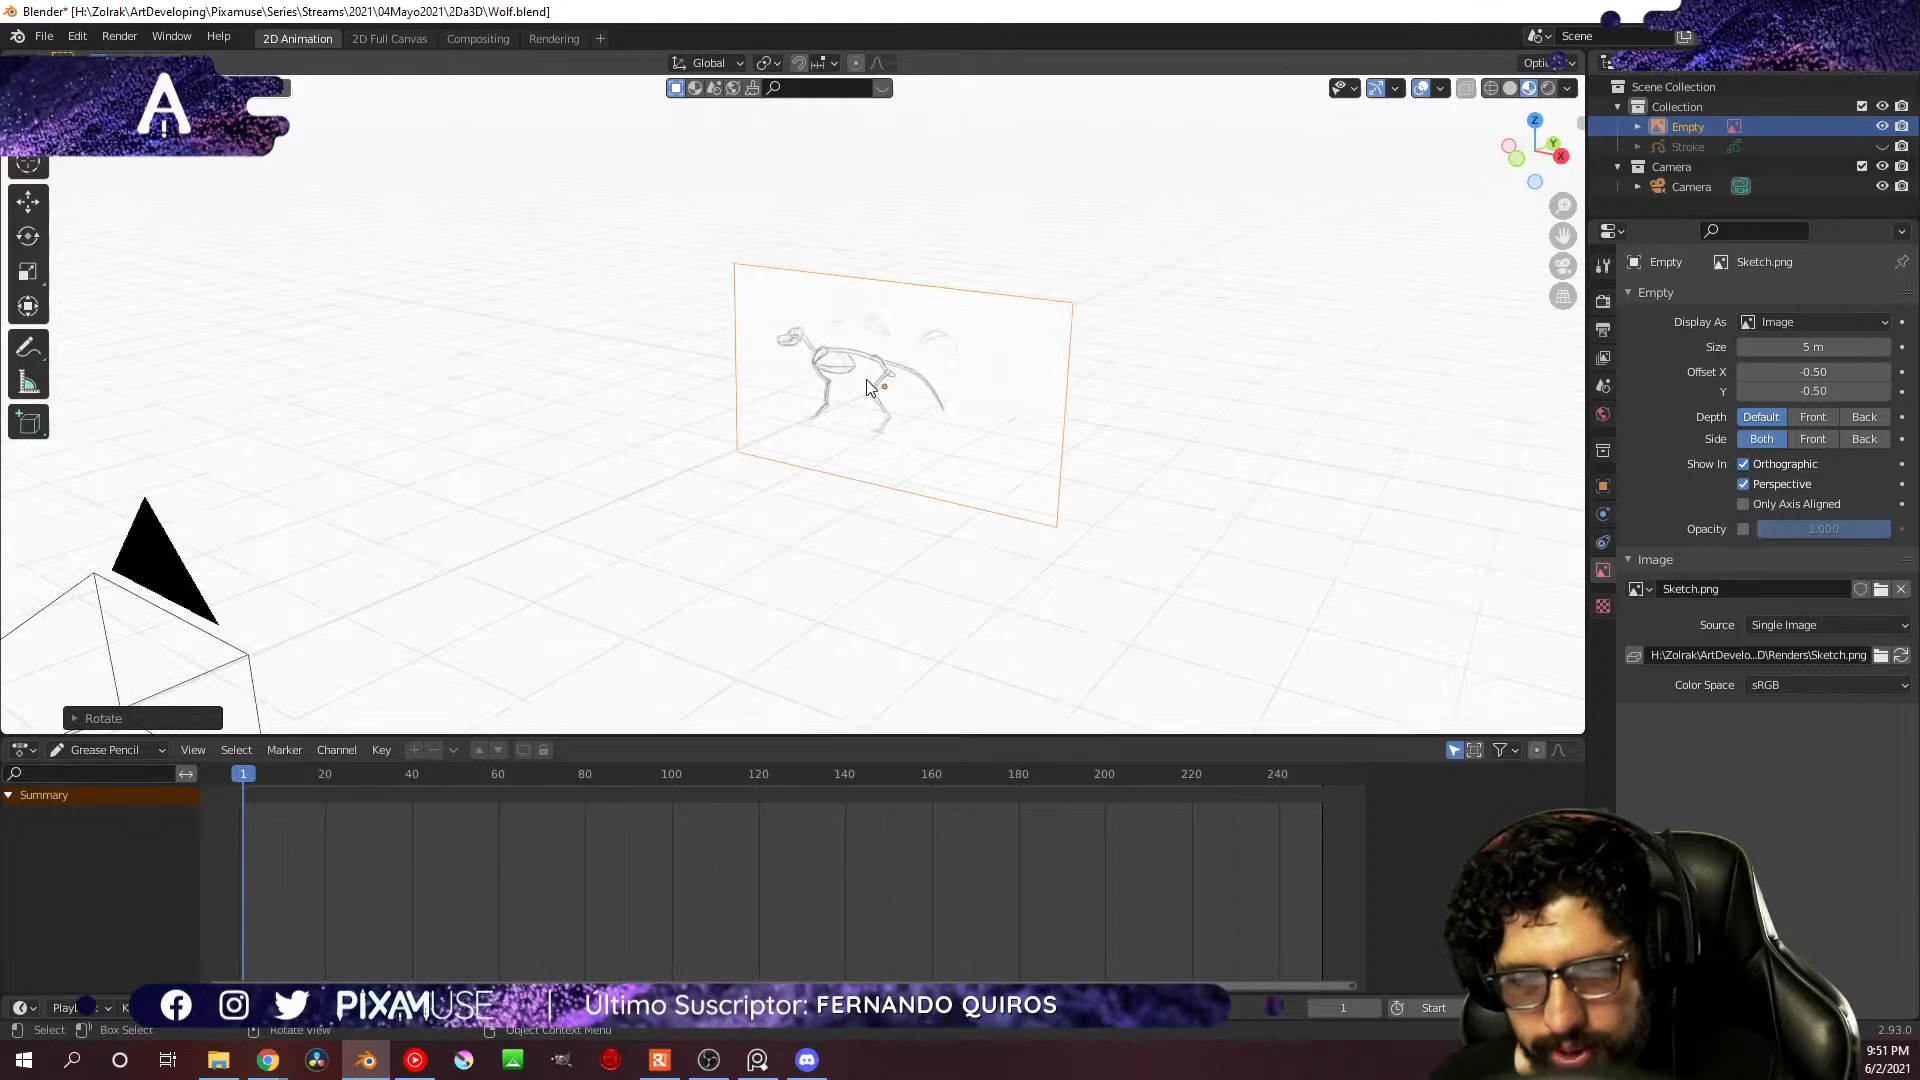 Blender* [H:\Zolrak\ArtDeveloping\Pixamuse\Series\Streams\2021\04Mayo2021\2Da3D\Wolf.blend]
File Edit Render Window Help 2D Animation 2D Full Canvas Compositing Rendering + Scene
Global
Scene Collection
Collection
Empty
Stroke
Camera
Camera
Z
Y
X
A
Empty Sketch.png
Empty
Display As Image
Size 5 m
Offset X -0.50
Y -0.50
Depth Default Front Back
Side Both Front Back
Show In Orthographic
Perspective
Only Axis Aligned
Opacity 1.000
Image
Sketch.png
Source Single Image
H:\Zolrak\ArtDevelo...D\Renders\Sketch.png
Color Space sRGB
Rotate
Grease Pencil View Select Marker Channel Key
1 20 40 60 80 100 120 140 160 180 200 220 240
Summary
PIXAMUSE | Último Suscriptor: FERNANDO QUIROS
1 Start
Select Box Select Rotate View Object Context Menu
2.93.0
9:51 PM
6/2/2021